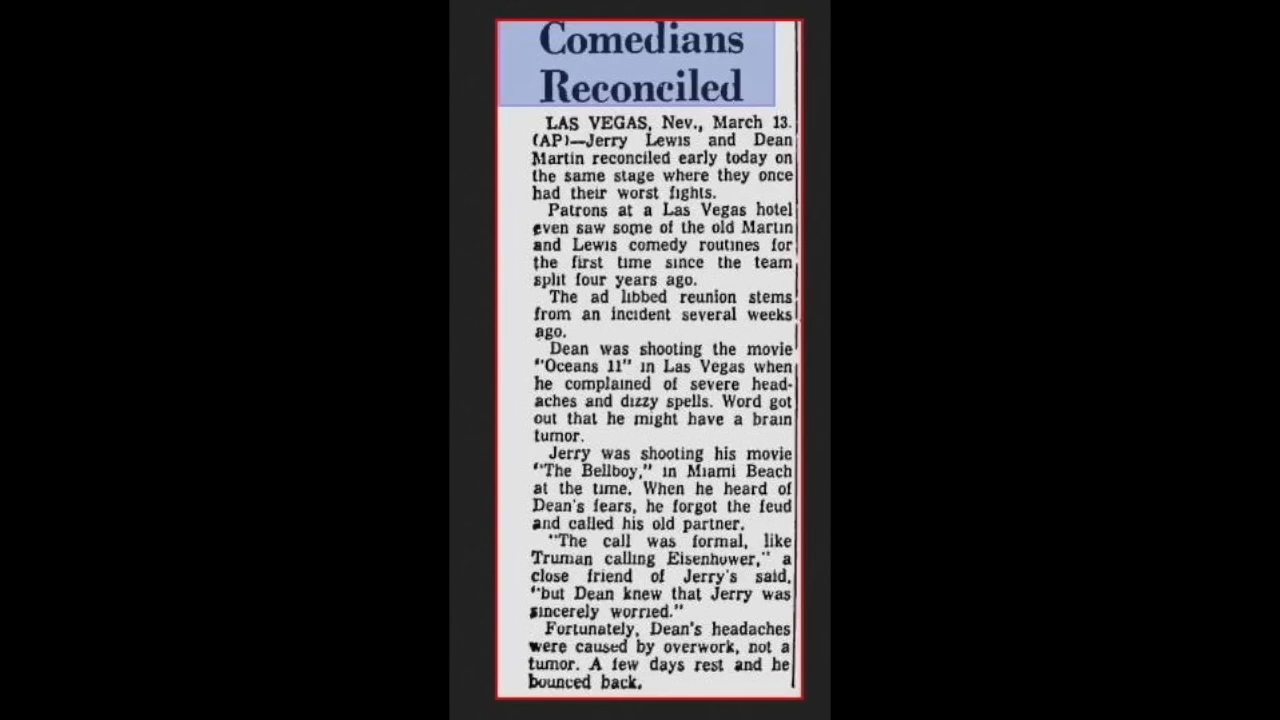 Comedians
Reconciled
LAS VEGAS, Nev., March 13.
(AP)—Jerry Lewis and Dean
Martin reconciled early today on
the same stage where they once
had their worst fights.
Patrons at a Las Vegas hotel
even saw some of the old Martin
and Lewis comedy routines for
the first time since the team
split four years ago.
The ad libbed reunion stems
from an incident several weeks
ago.
Dean was shooting the movie
"Oceans 11" in Las Vegas when
he complained of severe head-
aches and dizzy spells. Word got
out that he might have a brain
tumor.
Jerry was shooting his movie
"The Bellboy," in Miami Beach
at the time. When he heard of
Dean's fears, he forgot the feud
and called his old partner.
"The call was formal, like
Truman calling Eisenhower," a
close friend of Jerry's said,
"but Dean knew that Jerry was
sincerely worried."
Fortunately, Dean's headaches
were caused by overwork, not a
tumor. A few days rest and he
bounced back.